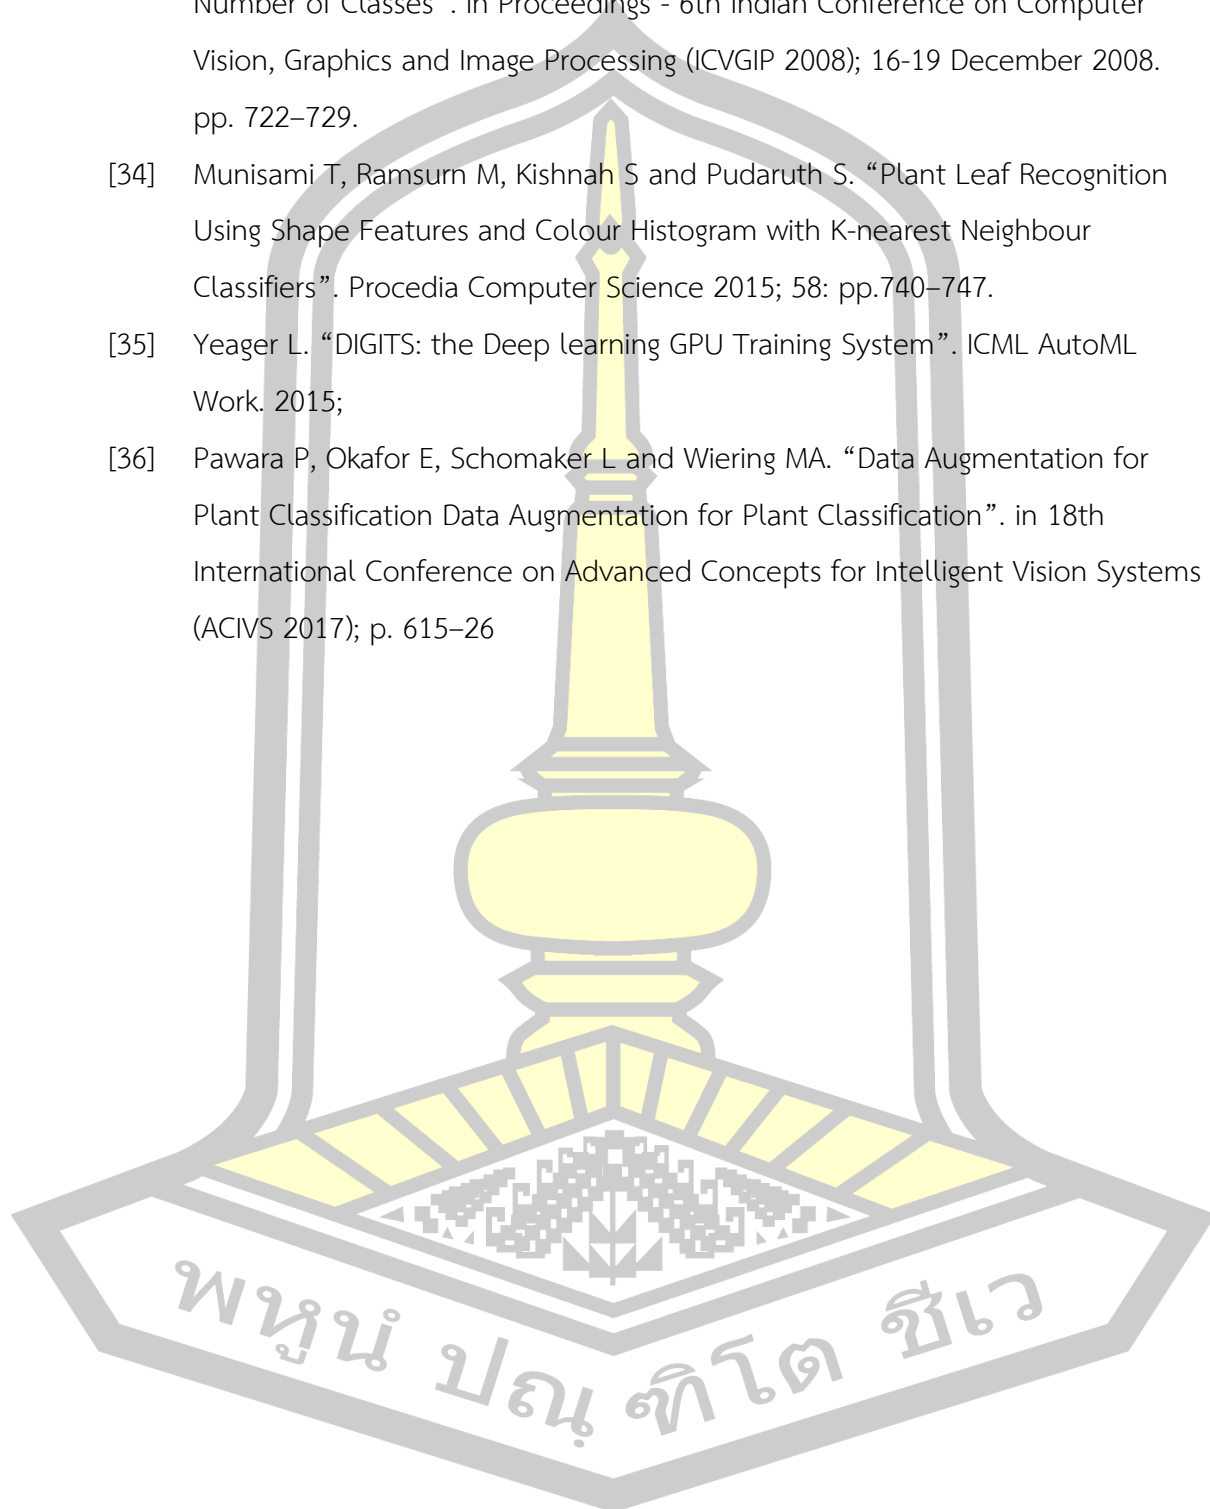 Number of Classes”. In Proceedings - 6th Indian Conference on Computer
Vision, Graphics and Image Processing (ICVGIP 2008); 16-19 December 2008.
pp. 722–729.
[34] Munisami T, Ramsurn M, Kishnah S and Pudaruth S. “Plant Leaf Recognition
Using Shape Features and Colour Histogram with K-nearest Neighbour
Classifiers”. Procedia Computer Science 2015; 58: pp.740–747.
[35] Yeager L. “DIGITS: the Deep learning GPU Training System”. ICML AutoML
Work. 2015;
[36] Pawara P, Okafor E, Schomaker L and Wiering MA. “Data Augmentation for
Plant Classification Data Augmentation for Plant Classification”. in 18th
International Conference on Advanced Concepts for Intelligent Vision Systems
(ACIVS 2017); p. 615–26
พหูนํ ปณฺ ฑิโต ชีเว